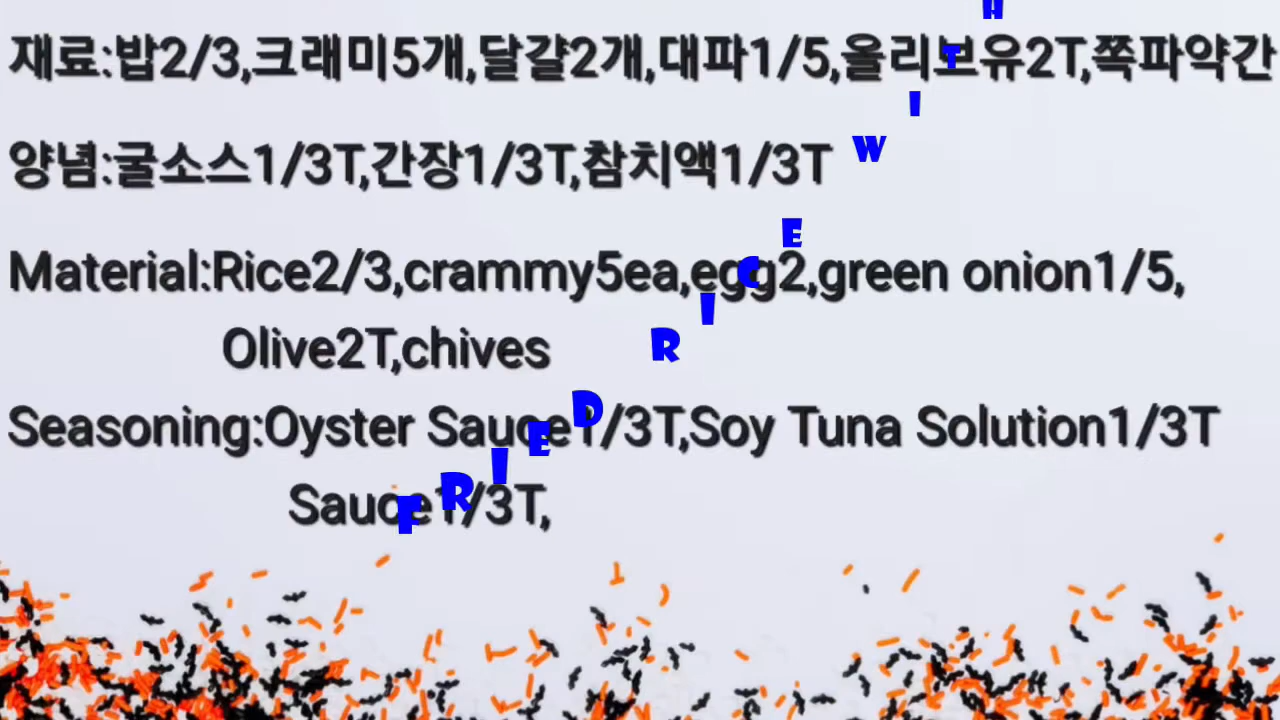 재료:밥2/3,크래미5개,달걀2개,대파1/5,올리브유2T,쪽파약간
양념:굴소스1/3T,간장1/3T,참치액1/3T
Material:Rice2/3,crammy5ea,egg2,green onion1/5,
Olive2T,chives
Seasoning:Oyster Sauce1/3T,Soy Tuna Solution1/3T
Sauce1/3T,
FRIED RICE WITH